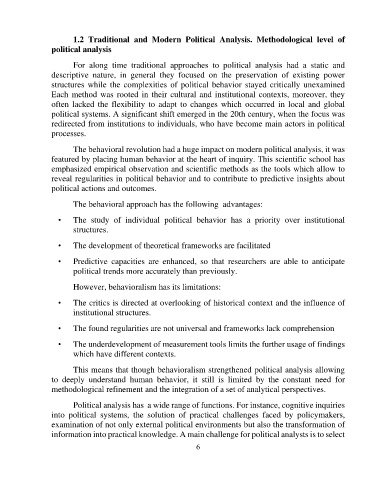 1.2 Traditional and Modern Political Analysis. Methodological level of
political analysis
For along time traditional approaches to political analysis had a static and
descriptive nature, in general they focused on the preservation of existing power
structures while the complexities of political behavior stayed critically unexamined
Each method was rooted in their cultural and institutional contexts, moreover, they
often lacked the flexibility to adapt to changes which occurred in local and global
political systems. A significant shift emerged in the 20th century, when the focus was
redirected from institutions to individuals, who have become main actors in political
processes.
The behavioral revolution had a huge impact on modern political analysis, it was
featured by placing human behavior at the heart of inquiry. This scientific school has
emphasized empirical observation and scientific methods as the tools which allow to
reveal regularities in political behavior and to contribute to predictive insights about
political actions and outcomes.
The behavioral approach has the following advantages:
• The study of individual political behavior has a priority over institutional
structures.
• The development of theoretical frameworks are facilitated
• Predictive capacities are enhanced, so that researchers are able to anticipate
political trends more accurately than previously.
However, behavioralism has its limitations:
• The critics is directed at overlooking of historical context and the influence of
institutional structures.
• The found regularities are not universal and frameworks lack comprehension
• The underdevelopment of measurement tools limits the further usage of findings
which have different contexts.
This means that though behavioralism strengthened political analysis allowing
to deeply understand human behavior, it still is limited by the constant need for
methodological refinement and the integration of a set of analytical perspectives.
Political analysis has a wide range of functions. For instance, cognitive inquiries
into political systems, the solution of practical challenges faced by policymakers,
examination of not only external political environments but also the transformation of
information into practical knowledge. A main challenge for political analysts is to select
6